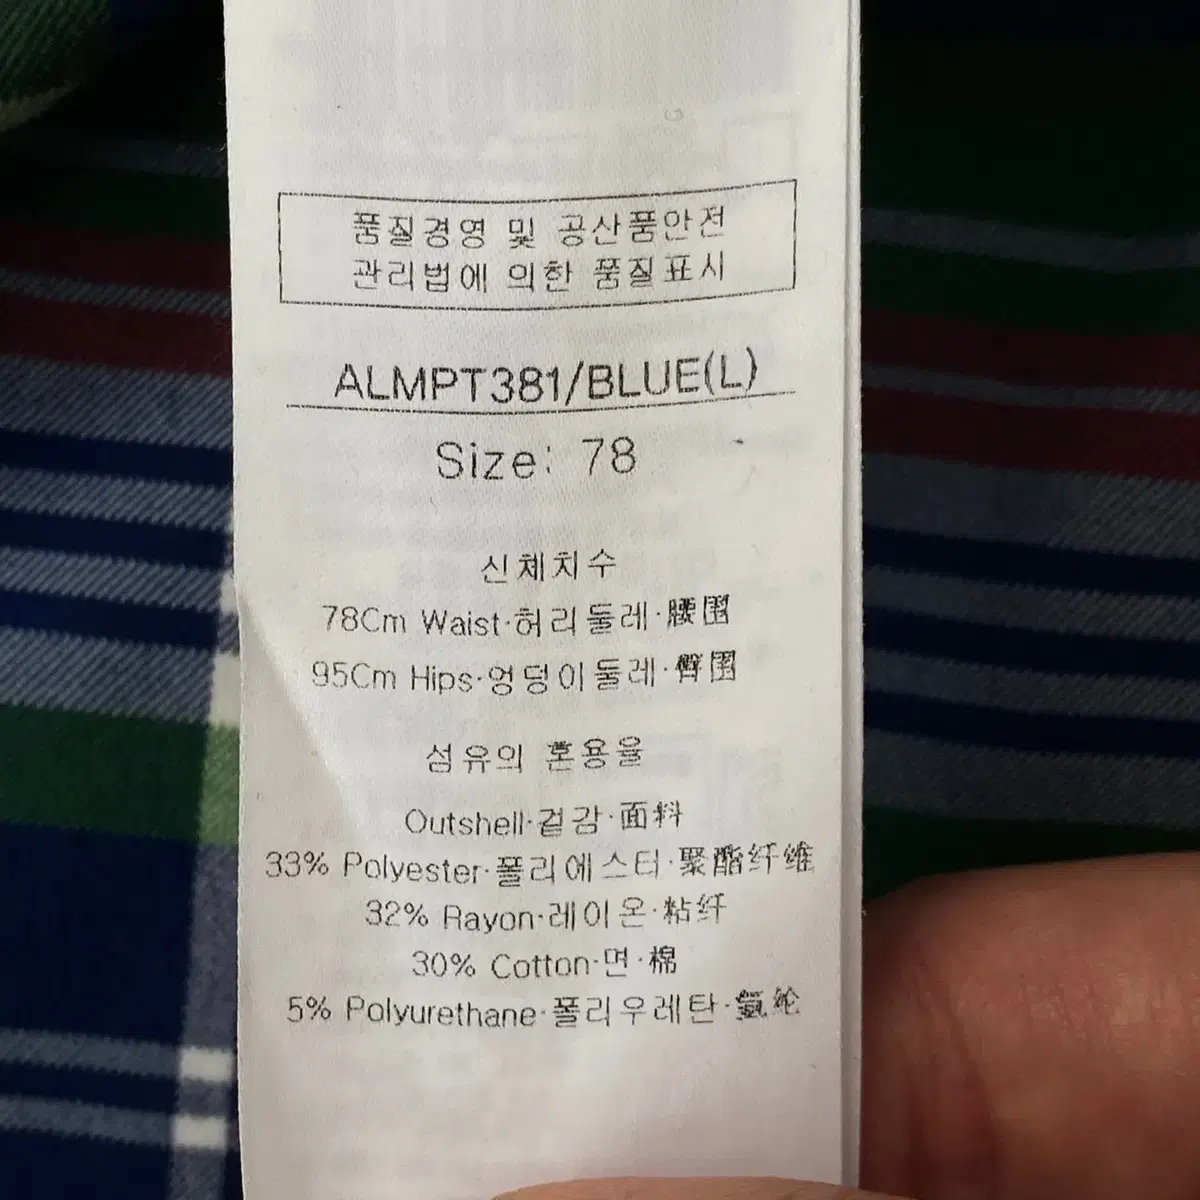 품질경영 및 공산품안전
관리법에 의한 품질표시
ALMPT381/BLUE(L)
Size: 78
신체치수
78Cm Waist·허리둘레·腰围
95Cm Hips·엉덩이둘레·臀围
섬유의 혼용율
Outshell·겉감·面料
33% Polyester·폴리에스터·聚酯纤维
32% Rayon·레이온·粘纤
30% Cotton·면·棉
5% Polyurethane·폴리우레탄·氨纶